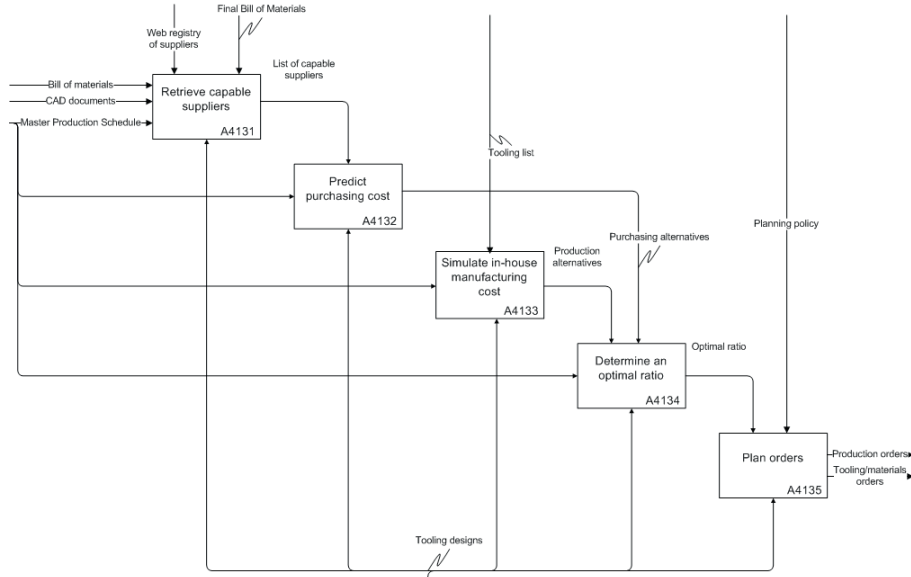 Final Bill of Materials
Web registry
of suppliers
List of capable
suppliers
Bill of materials
CAD documents
Master Production Schedule
Retrieve capable
suppliers
A4131
Tooling list
Predict
purchasing cost
A4132
Planning policy
Purchasing alternatives
Production
alternatives
Simulate in-house
manufacturing
cost
A4133
Optimal ratio
Determine an
optimal ratio
A4134
Plan orders
A4135
Production orders
Tooling/materials
orders
Tooling designs